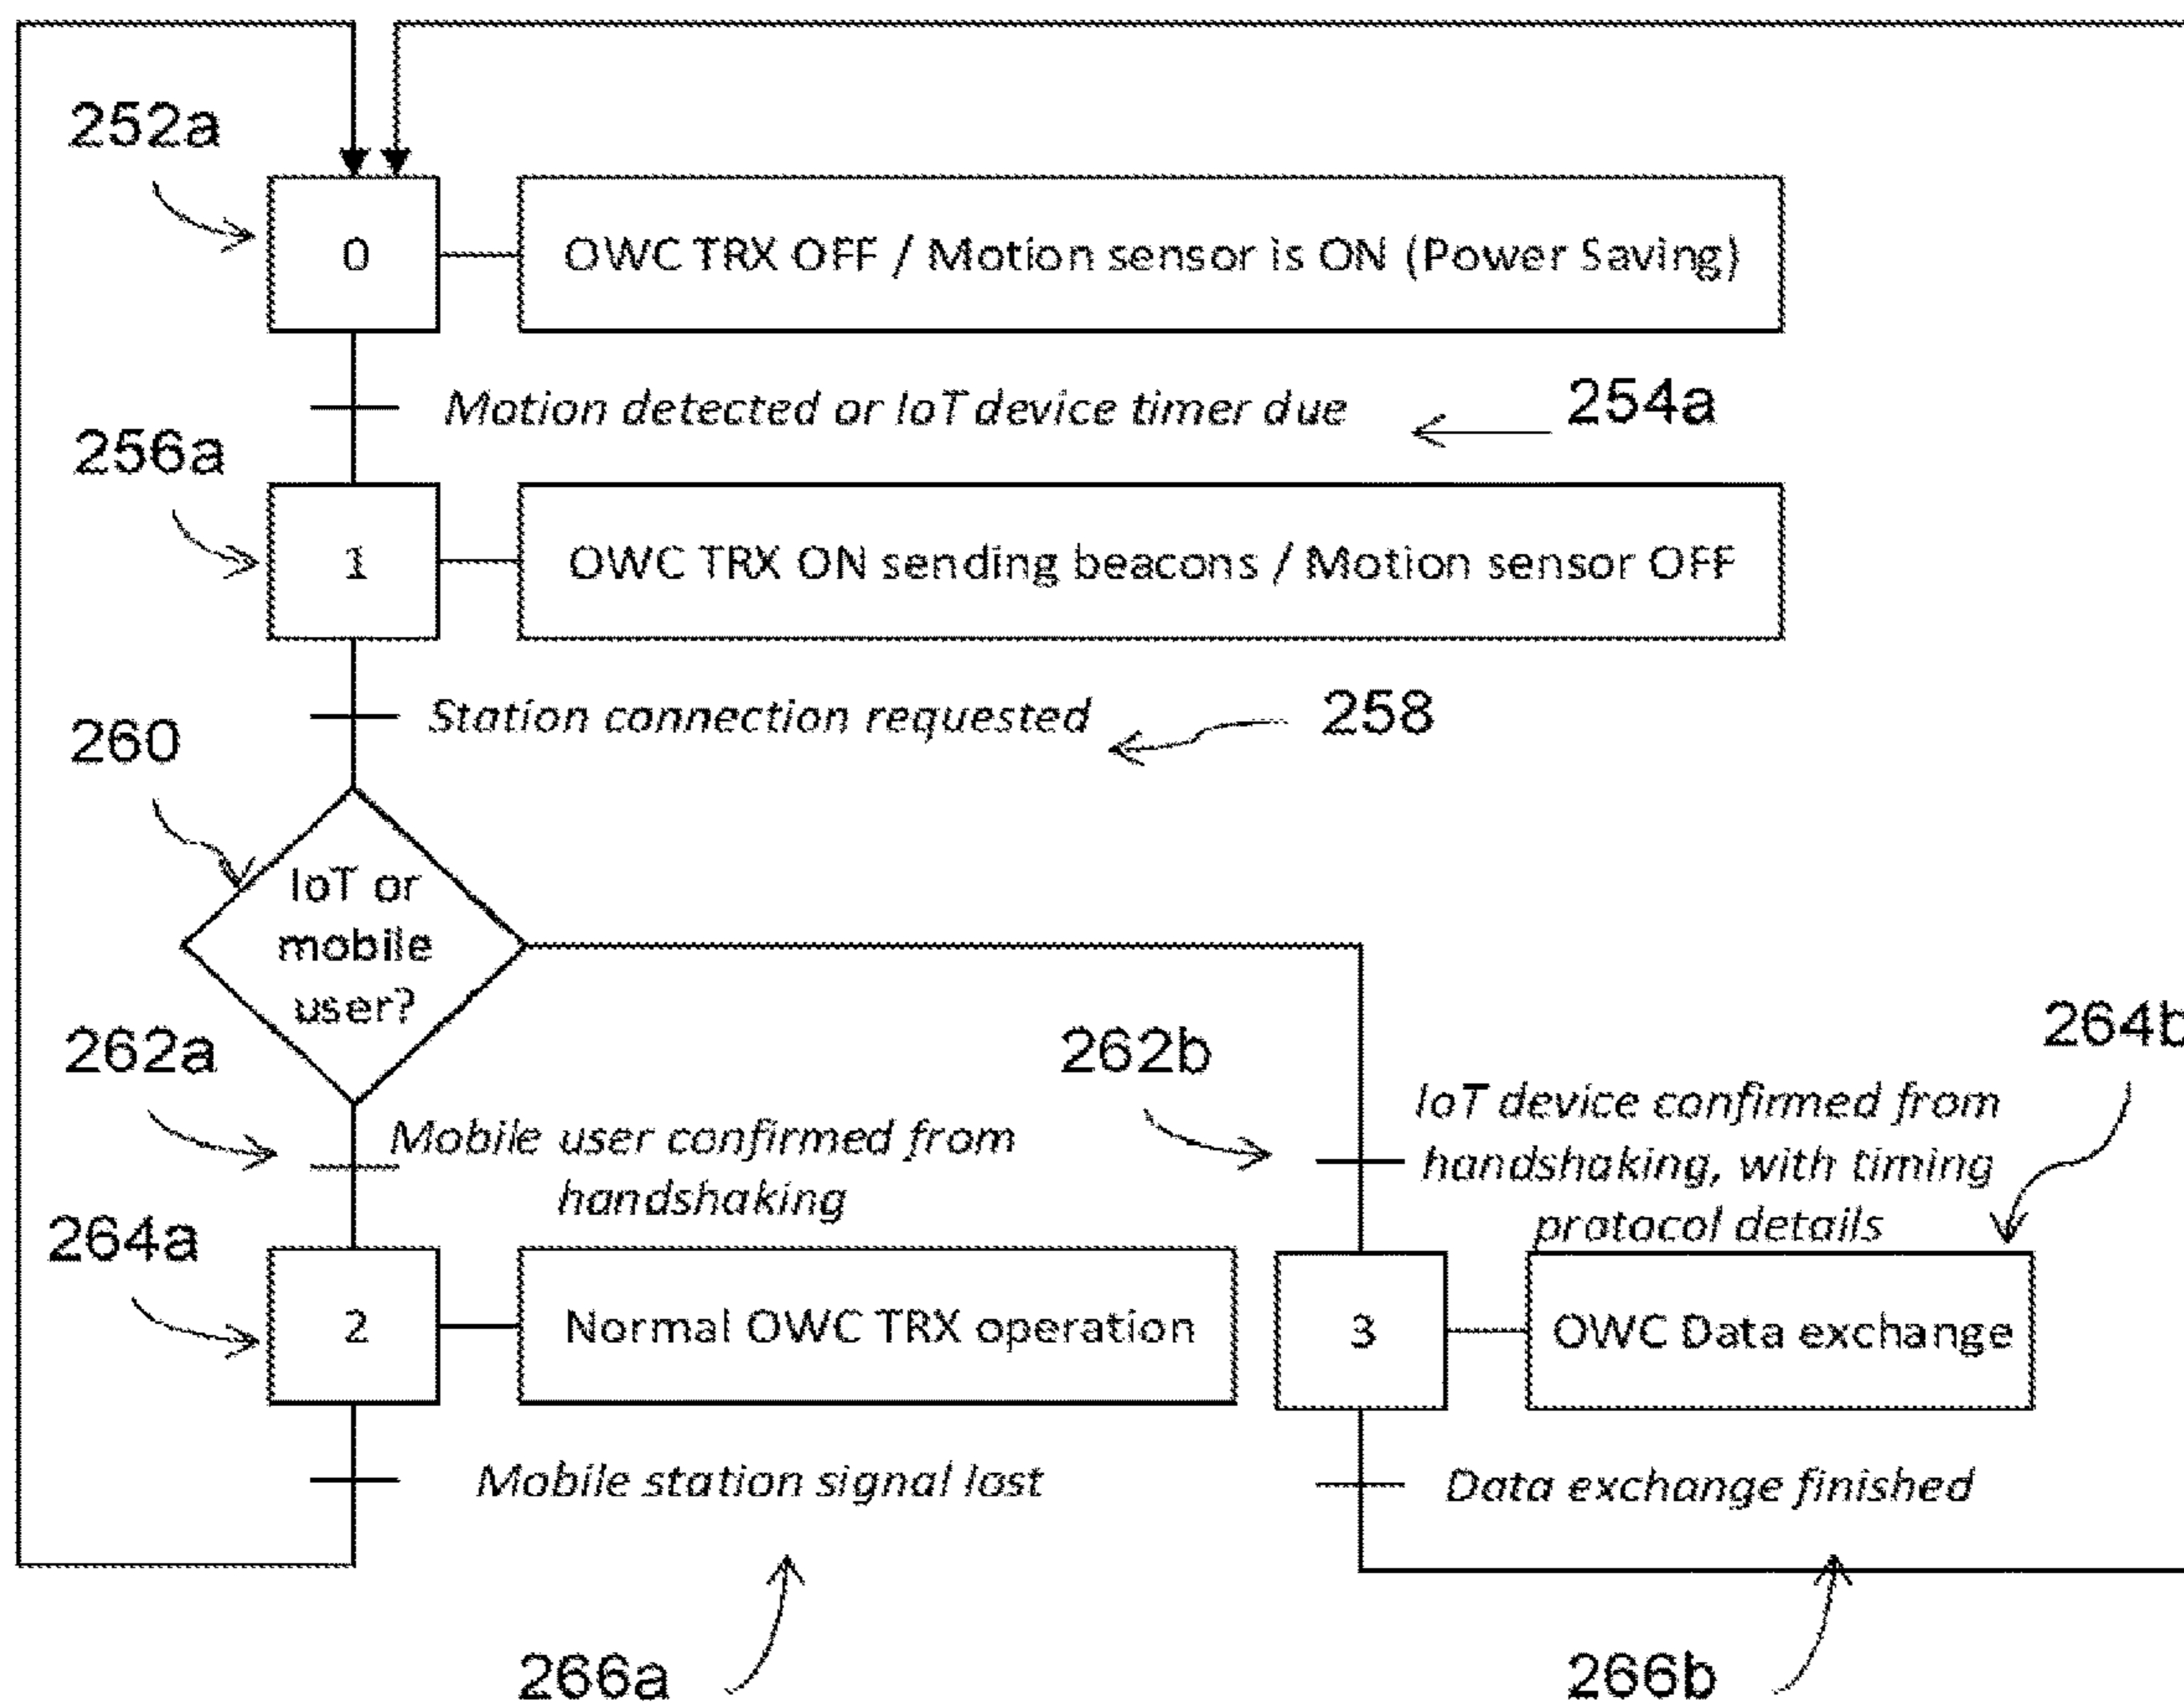 252a
0
OWC TRX OFF / Motion sensor is ON (Power Saving)
Motion detected or IoT device timer due
254a
256a
1
OWC TRX ON sending beacons / Motion sensor OFF
Station connection requested
258
260
IoT or
mobile
user?
262a
Mobile user confirmed from
handshaking
262b
IoT device confirmed from
handshaking, with timing
protocol details
264b
264a
2
Normal OWC TRX operation
3
OWC Data exchange
Mobile station signal lost
Data exchange finished
266a
266b